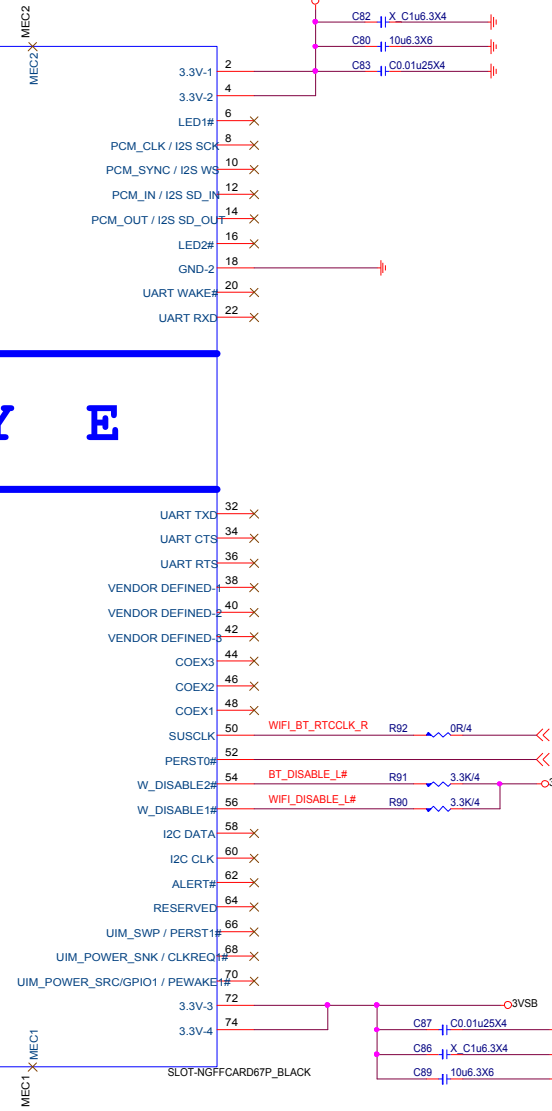 MEC2
MEC2
C82 X_C1u6.3X4
C80 10u6.3X6
C83 C0.01u25X4
3.3V-1 2
3.3V-2 4
LED1# 6
PCM_CLK / I2S SCK 8
PCM_SYNC / I2S WS 10
PCM_IN / I2S SD_IN 12
PCM_OUT / I2S SD_OUT 14
LED2# 16
GND-2 18
UART WAKE# 20
UART RXD 22
Y E
UART TXD 32
UART CTS 34
UART RTS 36
VENDOR DEFINED-1 38
VENDOR DEFINED-2 40
VENDOR DEFINED-3 42
COEX3 44
COEX2 46
COEX1 48
SUSCLK 50 WIFI_BT_RTCCLK_R R92 0R/4
PERST0# 52
W_DISABLE2# 54 BT_DISABLE_L# R91 3.3K/4 3
W_DISABLE1# 56 WIFI_DISABLE_L# R90 3.3K/4
I2C DATA 58
I2C CLK 60
ALERT# 62
RESERVED 64
UIM_SWP / PERST1# 66
UIM_POWER_SNK / CLKREQ1# 68
UIM_POWER_SRC/GPIO1 / PEWAKE1# 70
3.3V-3 72 3VSB
3.3V-4 74
C87 C0.01u25X4
C86 X_C1u6.3X4
C89 10u6.3X6
MEC1
MEC1
SLOT-NGFFCARD67P_BLACK